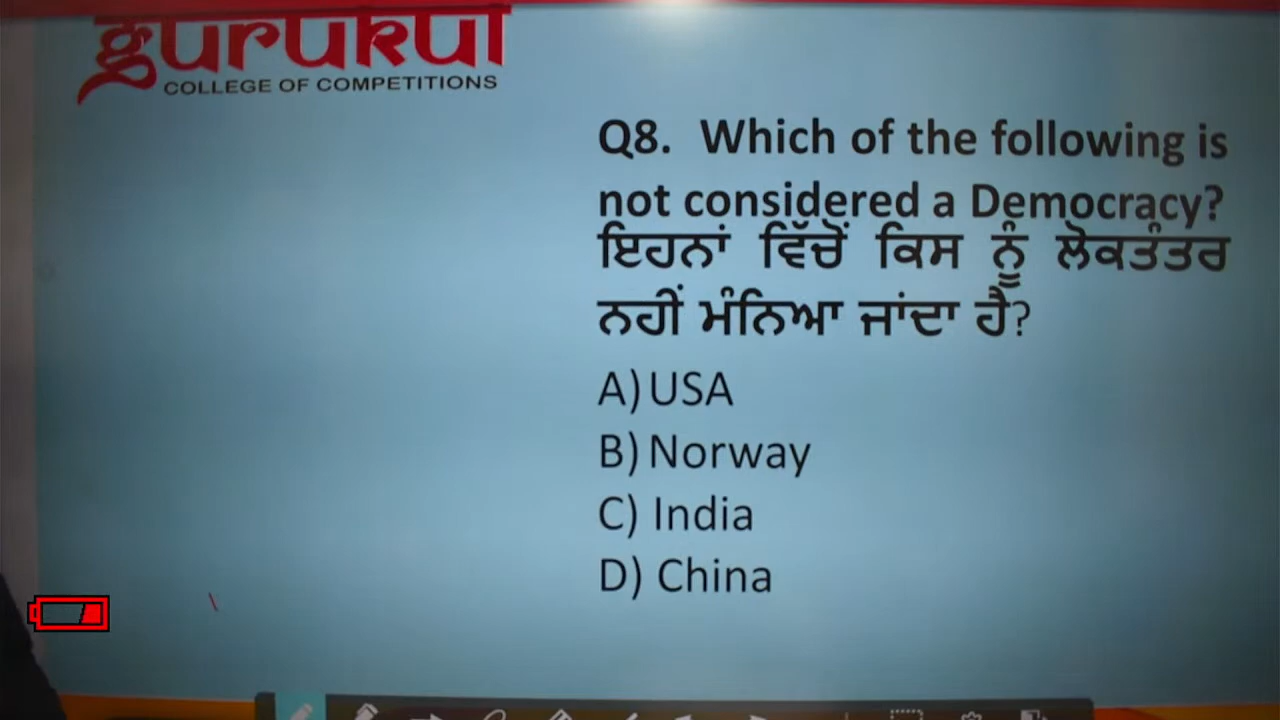 gurukul
COLLEGE OF COMPETITIONS
Q8. Which of the following is
not considered a Democracy?
ਇਹਨਾਂ ਵਿੱਚੋਂ ਕਿਸ ਨੂੰ ਲੋਕਤੰਤਰ
ਨਹੀਂ ਮੰਨਿਆ ਜਾਂਦਾ ਹੈ?
A) USA
B) Norway
C) India
D) China